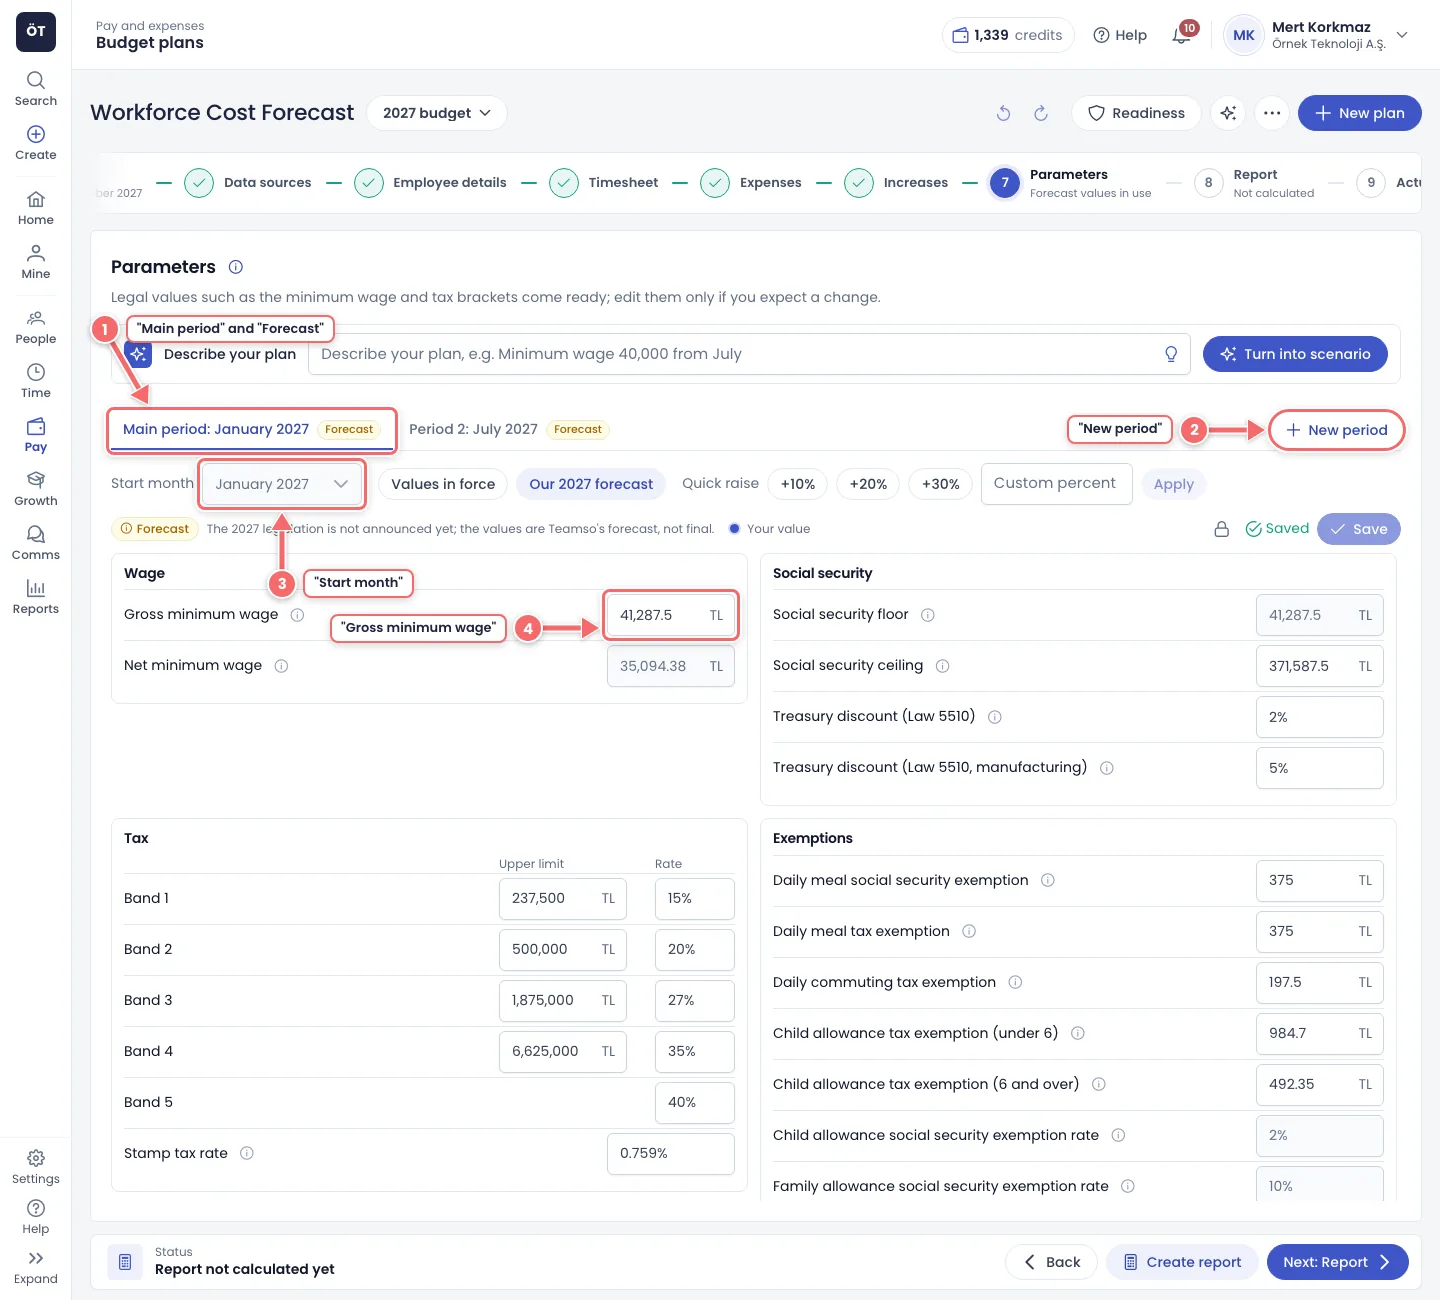 ÖT
Search
Create
Home
Mine
People
Time
Pay
Growth
Comms
Reports
Settings
Help
Expand
Pay and expenses
Budget plans
1,339 credits
Help
10
MK
Mert Korkmaz
Örnek Teknoloji A.Ş.
Workforce Cost Forecast
2027 budget
Readiness
New plan
2027
Data sources
Employee details
Timesheet
Expenses
Increases
7
Parameters
Forecast values in use
8
Report
Not calculated
9
Parameters
Legal values such as the minimum wage and tax brackets come ready; edit them only if you expect a change.
1
"Main period" and "Forecast"
Describe your plan
Describe your plan, e.g. Minimum wage 40,000 from July
Turn into scenario
Main period: January 2027 Forecast
Period 2: July 2027 Forecast
"New period"
2
New period
Start month
January 2027
Values in force
Our 2027 forecast
Quick raise
+10%
+20%
+30%
Custom percent
Apply
Forecast
The 2027 is not announced yet; the values are Teamso's forecast, not final.
Your value
Saved
Save
3
"Start month"
Wage
Gross minimum wage
"Gross minimum wage"
4
41,287.5 TL
Net minimum wage
35,094.38 TL
Social security
Social security floor
41,287.5 TL
Social security ceiling
371,587.5 TL
Treasury discount (Law 5510)
2%
Treasury discount (Law 5510, manufacturing)
5%
Tax
Upper limit Rate
Band 1 237,500 TL 15%
Band 2 500,000 TL 20%
Band 3 1,875,000 TL 27%
Band 4 6,625,000 TL 35%
Band 5 40%
Stamp tax rate 0.759%
Exemptions
Daily meal social security exemption 375 TL
Daily meal tax exemption 375 TL
Daily commuting tax exemption 197.5 TL
Child allowance tax exemption (under 6) 984.7 TL
Child allowance tax exemption (6 and over) 492.35 TL
Child allowance social security exemption rate 2%
Family allowance social security exemption rate 10%
Status
Report not calculated yet
Back
Create report
Next: Report